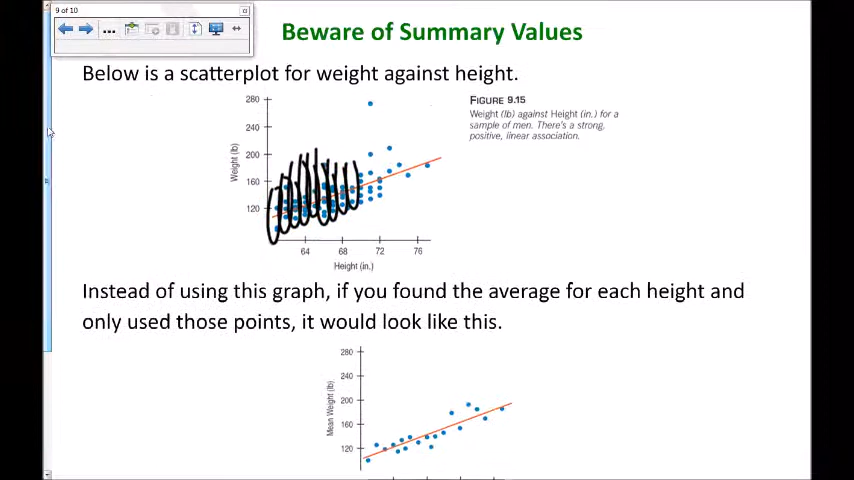 9 of 10
Beware of Summary Values
Below is a scatterplot for weight against height.
FIGURE 9.15
Weight (lb) against Height (in.) for a
sample of men. There's a strong,
positive, linear association.
280
240
200
160
120
Weight (lb)
64 68 72 76
Height (in.)
Instead of using this graph, if you found the average for each height and
only used those points, it would look like this.
280
240
200
160
120
Mean Weight (lb)